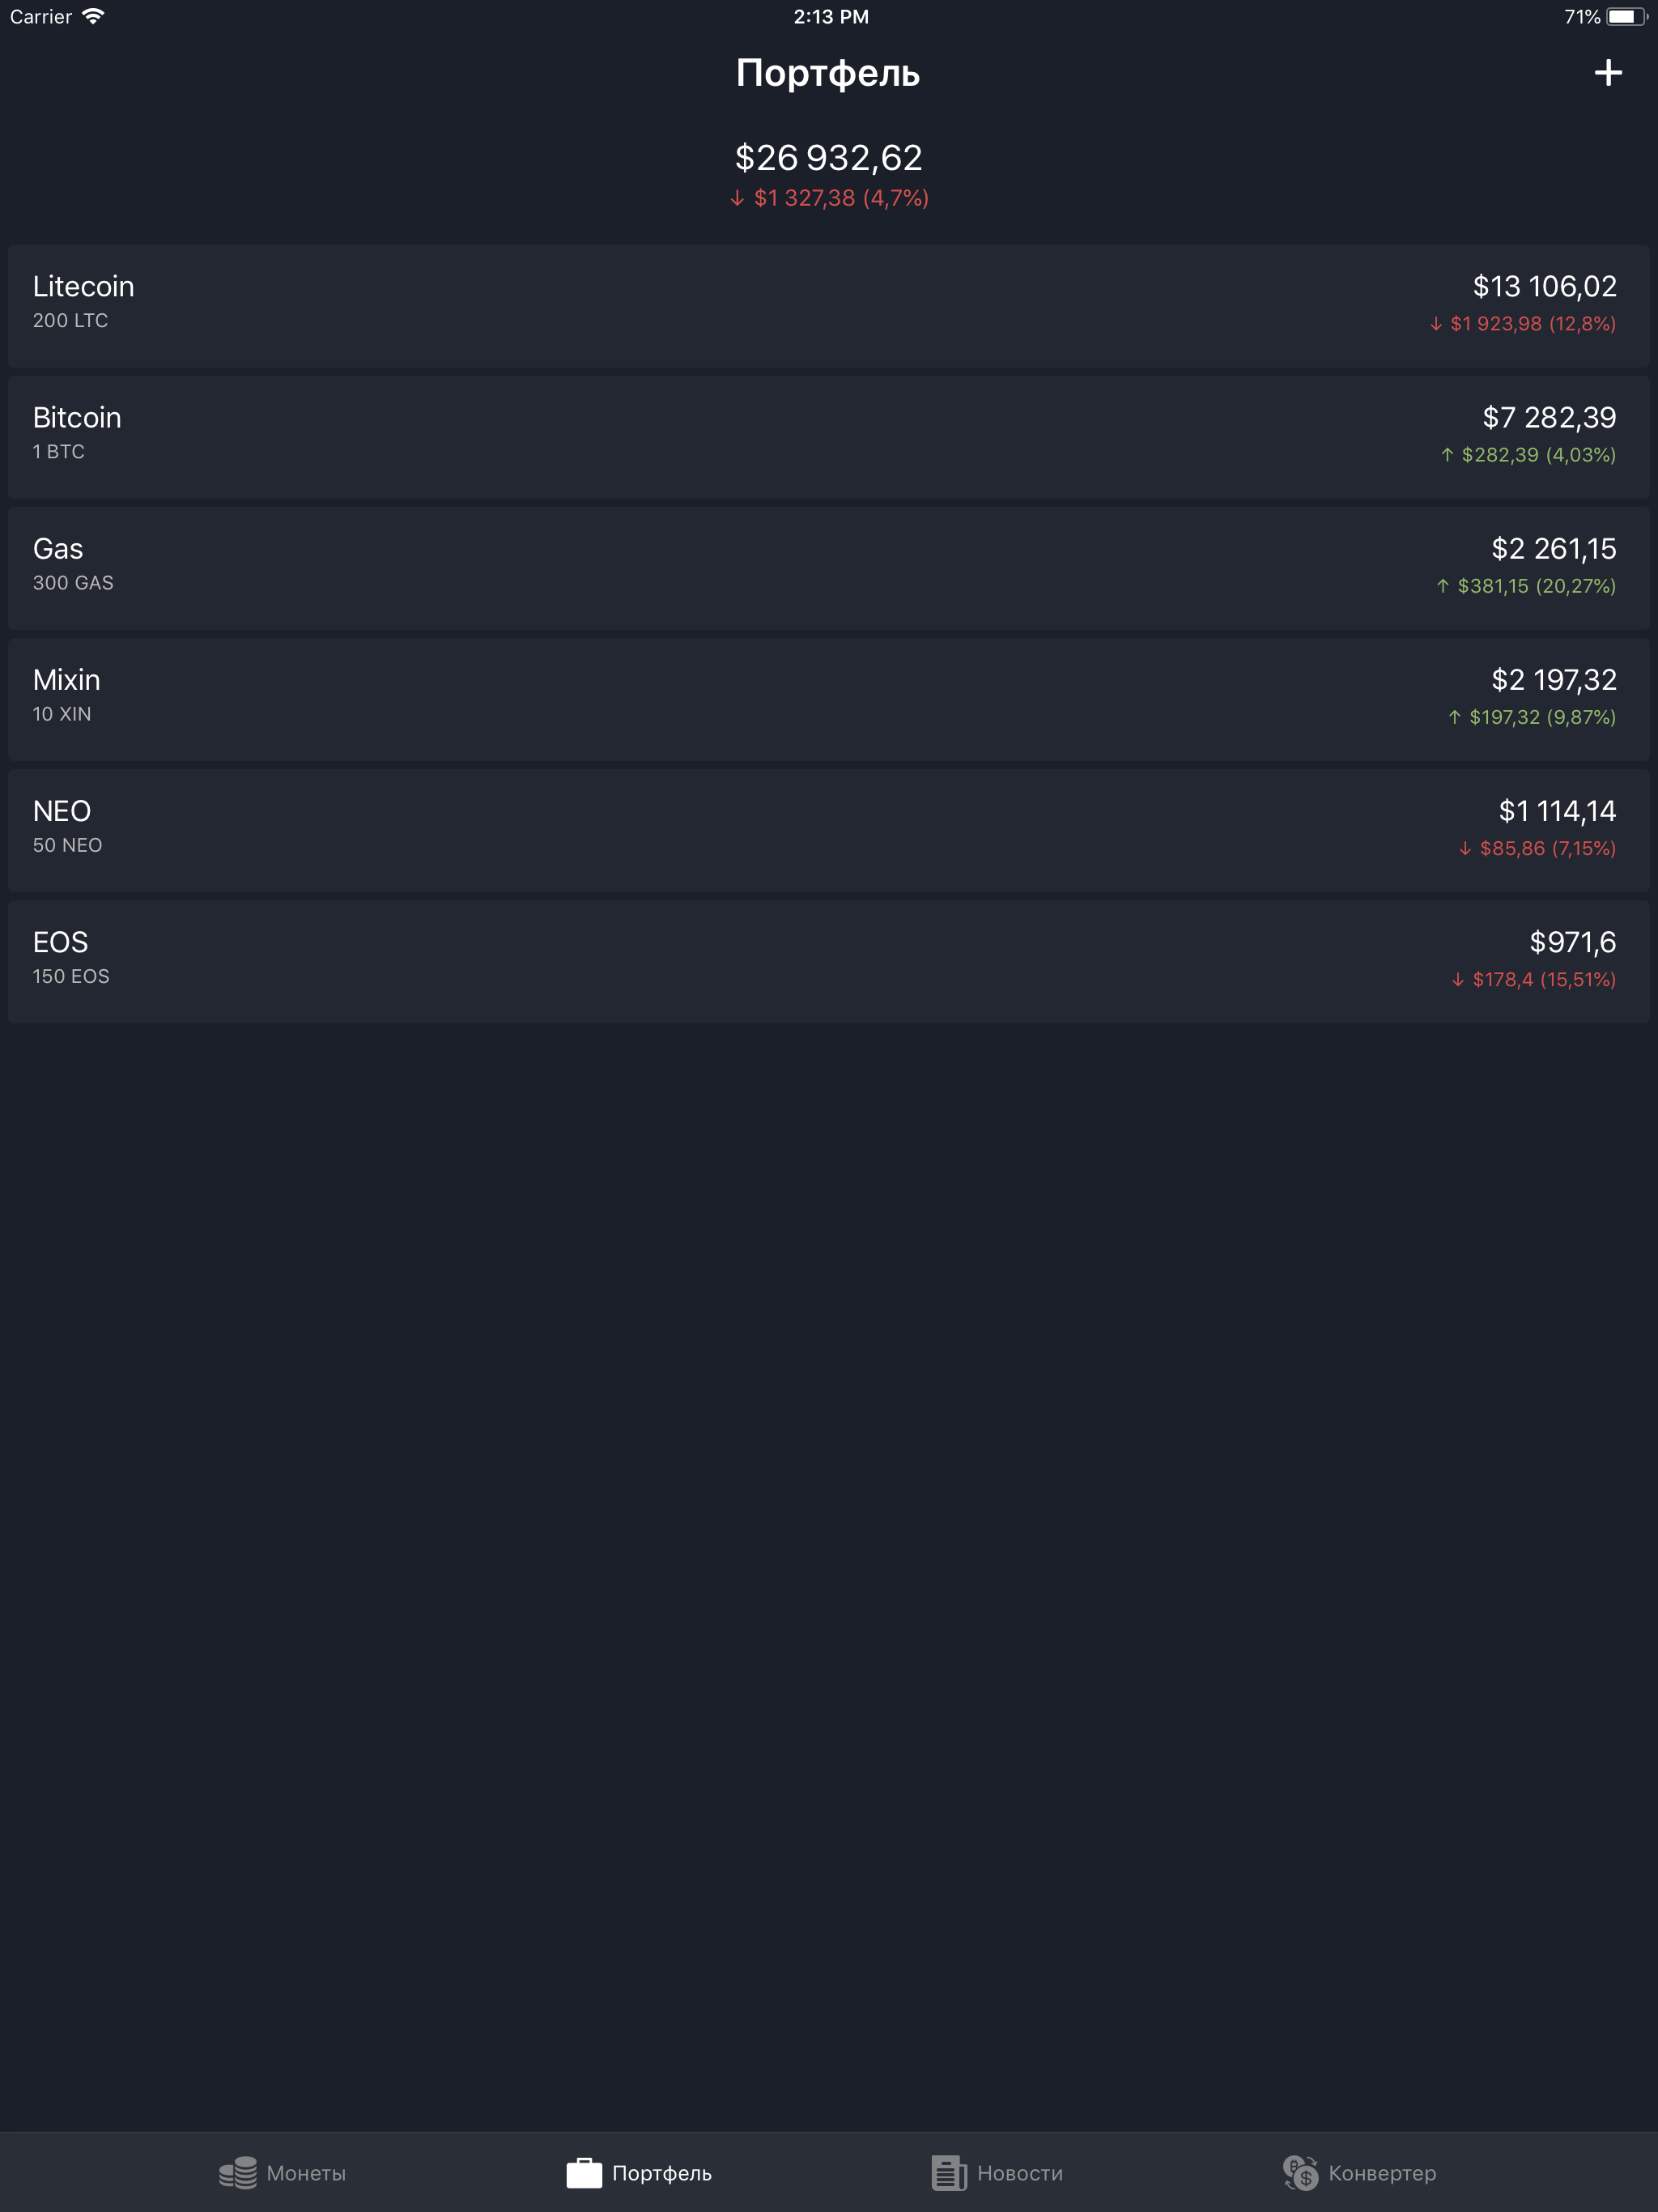 Carrier 2:13 PM 71%
Портфель
$26 932,62
↓ $1 327,38 (4,7%)
Litecoin $13 106,02
200 LTC ↓ $1 923,98 (12,8%)
Bitcoin $7 282,39
1 BTC ↑ $282,39 (4,03%)
Gas $2 261,15
300 GAS ↑ $381,15 (20,27%)
Mixin $2 197,32
10 XIN ↑ $197,32 (9,87%)
NEO $1 114,14
50 NEO ↓ $85,86 (7,15%)
EOS $971,6
150 EOS ↓ $178,4 (15,51%)
Монеты Портфель Новости Конвертер